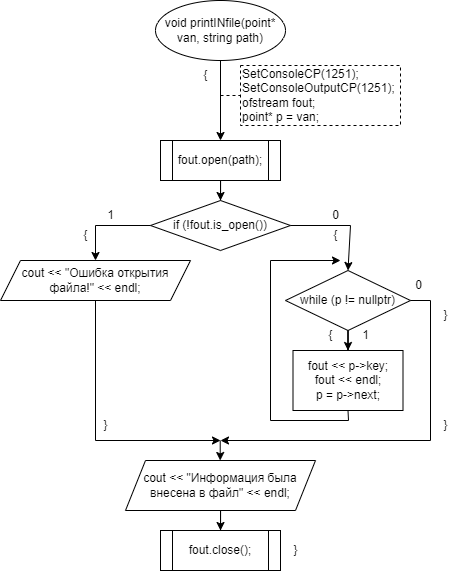 void printINfile(point*
van, string path)
{
SetConsoleCP(1251);
SetConsoleOutputCP(1251);
ofstream fout;
point* p = van;
fout.open(path);
if (!fout.is_open())
1
0
{
{
cout << "Ошибка открытия
файла!" << endl;
while (p != nullptr)
0
}
{
1
fout << p->key;
fout << endl;
p = p->next;
}
}
cout << "Информация была
внесена в файл" << endl;
fout.close();
}